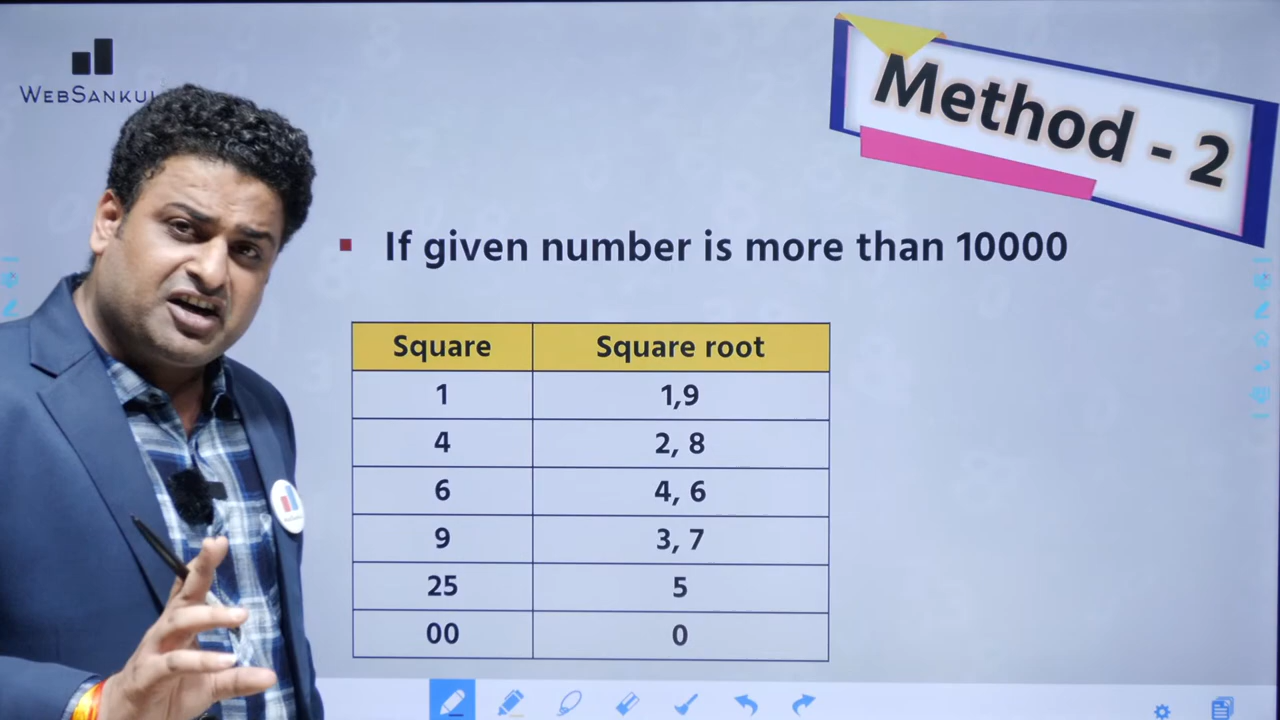 WEBSANKUL
Method - 2
If given number is more than 10000
Square Square root
1 1,9
4 2, 8
6 4, 6
9 3, 7
25 5
00 0